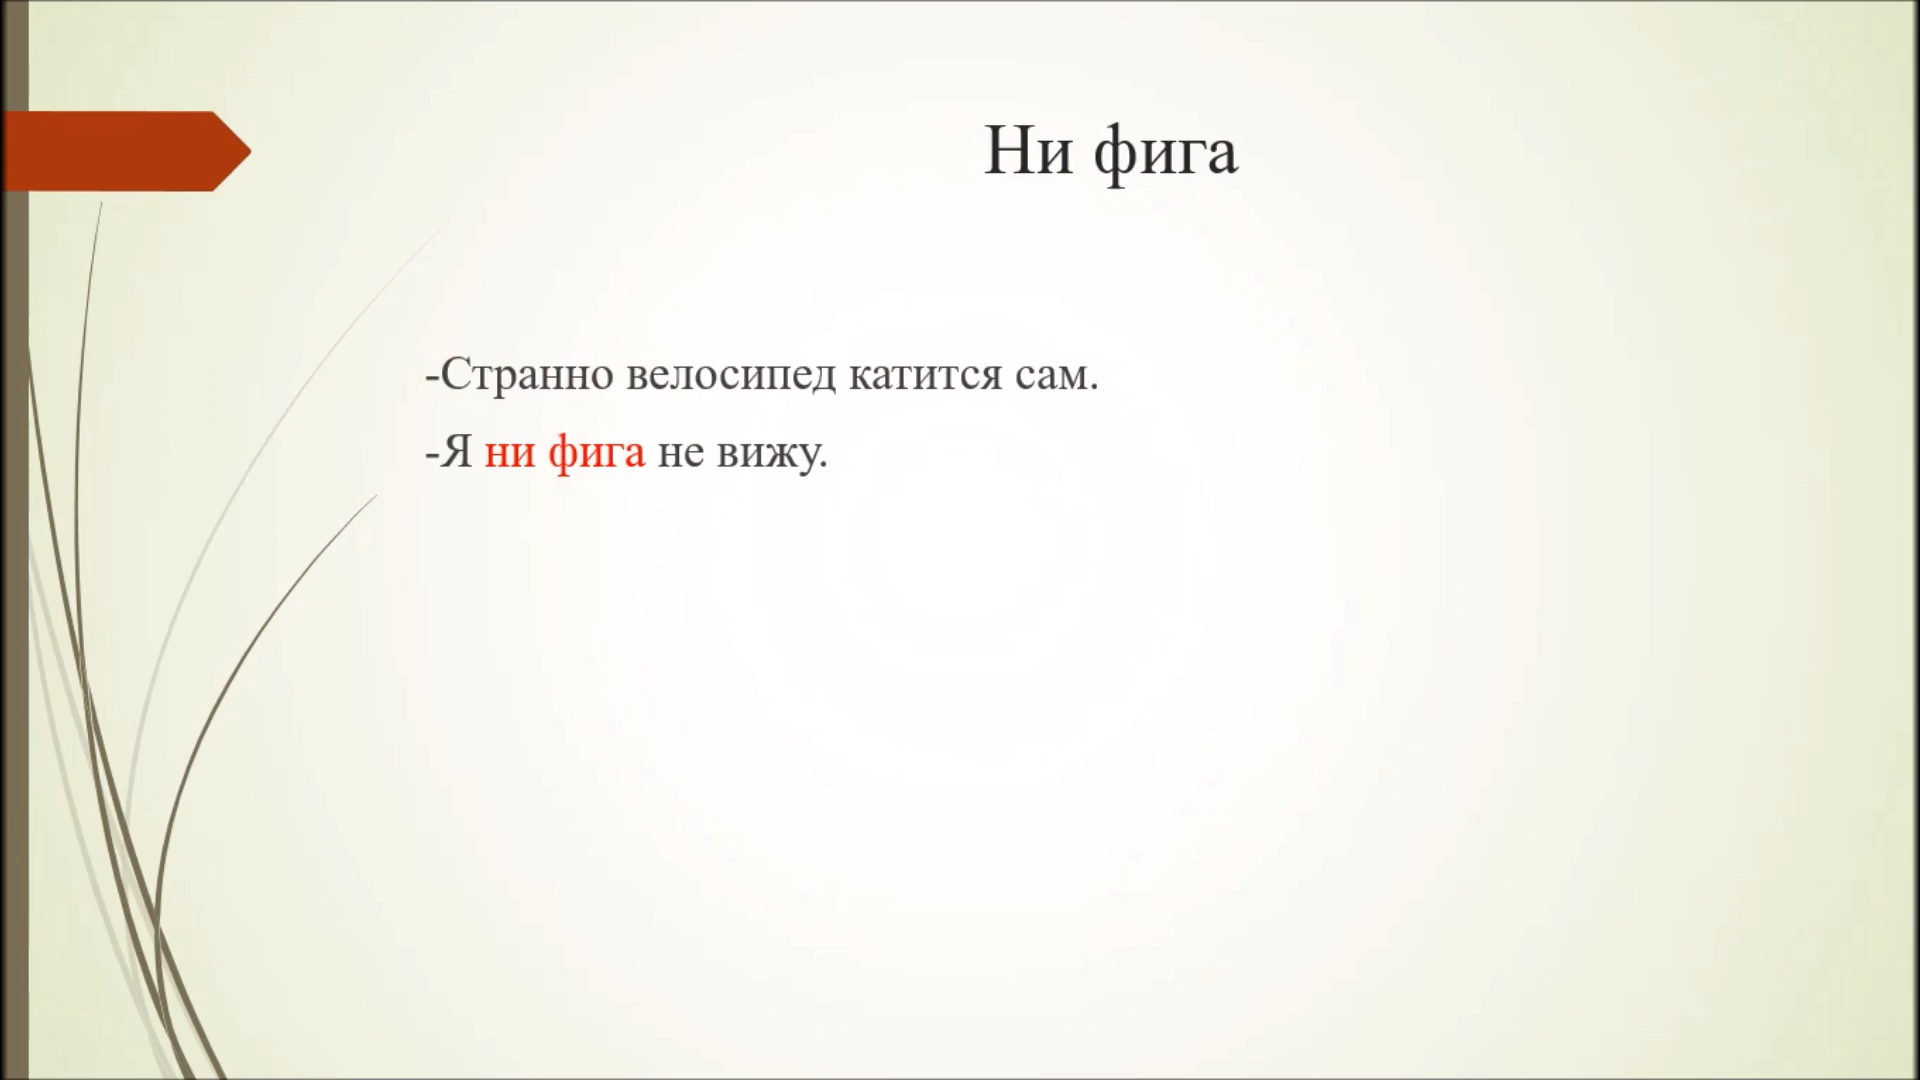 Ни фига
-Странно велосипед катится сам.
-Я ни фига не вижу.